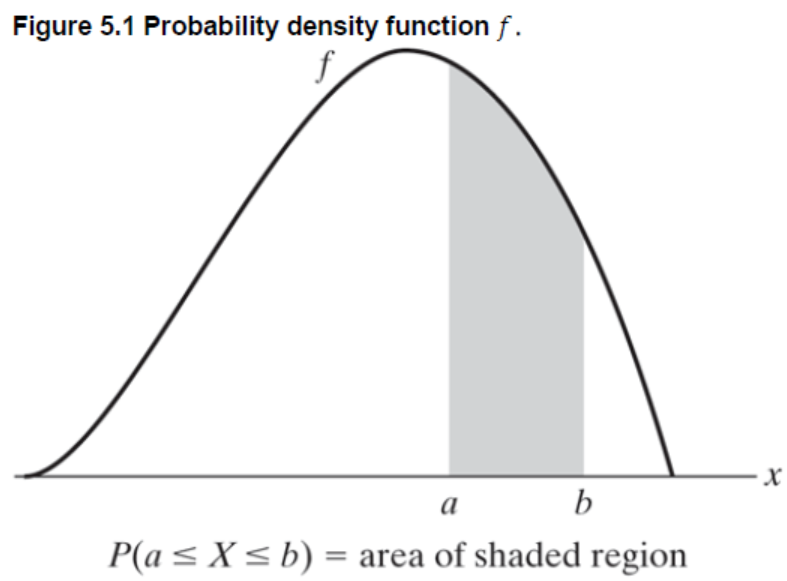 Figure 5.1 Probability density function f.
f
x
a
b
P(a ≤ X ≤ b) = area of shaded region